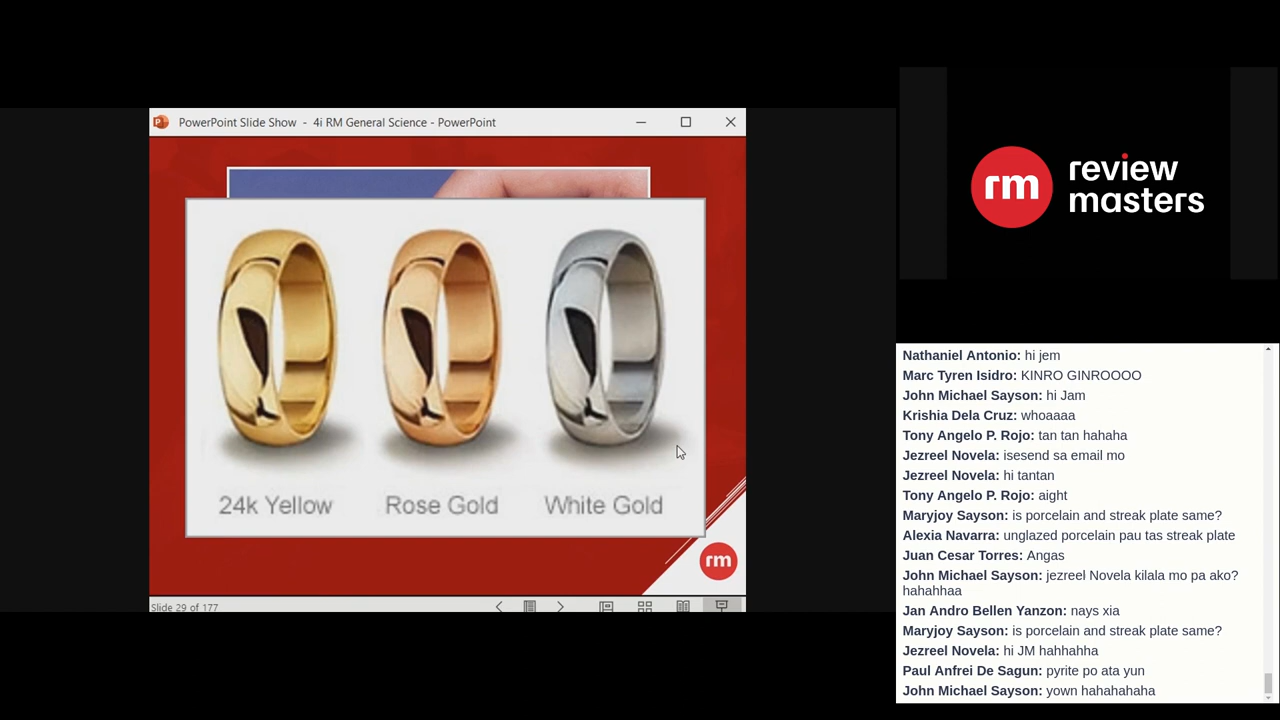 PowerPoint Slide Show - 4i RM General Science - PowerPoint
24k Yellow
Rose Gold
White Gold
rm
Slide 29 of 177
rm
review
masters
Nathaniel Antonio: hi jem
Marc Tyren Isidro: KINRO GINROOOO
John Michael Sayson: hi Jam
Krishia Dela Cruz: whoaaaa
Tony Angelo P. Rojo: tan tan hahaha
Jezreel Novela: isesend sa email mo
Jezreel Novela: hi tantan
Tony Angelo P. Rojo: aight
Maryjoy Sayson: is porcelain and streak plate same?
Alexia Navarra: unglazed porcelain pau tas streak plate
Juan Cesar Torres: Angas
John Michael Sayson: jezreel Novela kilala mo pa ako?
hahahhaa
Jan Andro Bellen Yanzon: nays xia
Maryjoy Sayson: is porcelain and streak plate same?
Jezreel Novela: hi JM hahhahha
Paul Anfrei De Sagun: pyrite po ata yun
John Michael Sayson: yown hahahahaha